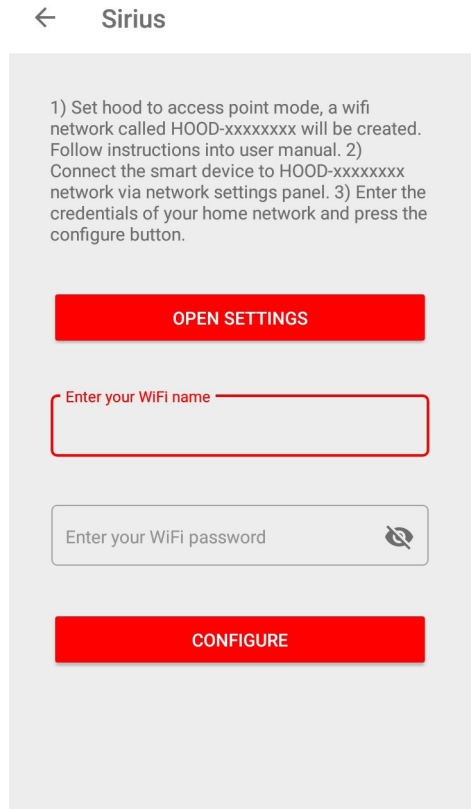 Sirius
1) Set hood to access point mode, a wifi
network called HOOD-xxxxxxxx will be created.
Follow instructions into user manual. 2)
Connect the smart device to HOOD-xxxxxxxx
network via network settings panel. 3) Enter the
credentials of your home network and press the
configure button.
OPEN SETTINGS
Enter your WiFi name
Enter your WiFi password
CONFIGURE